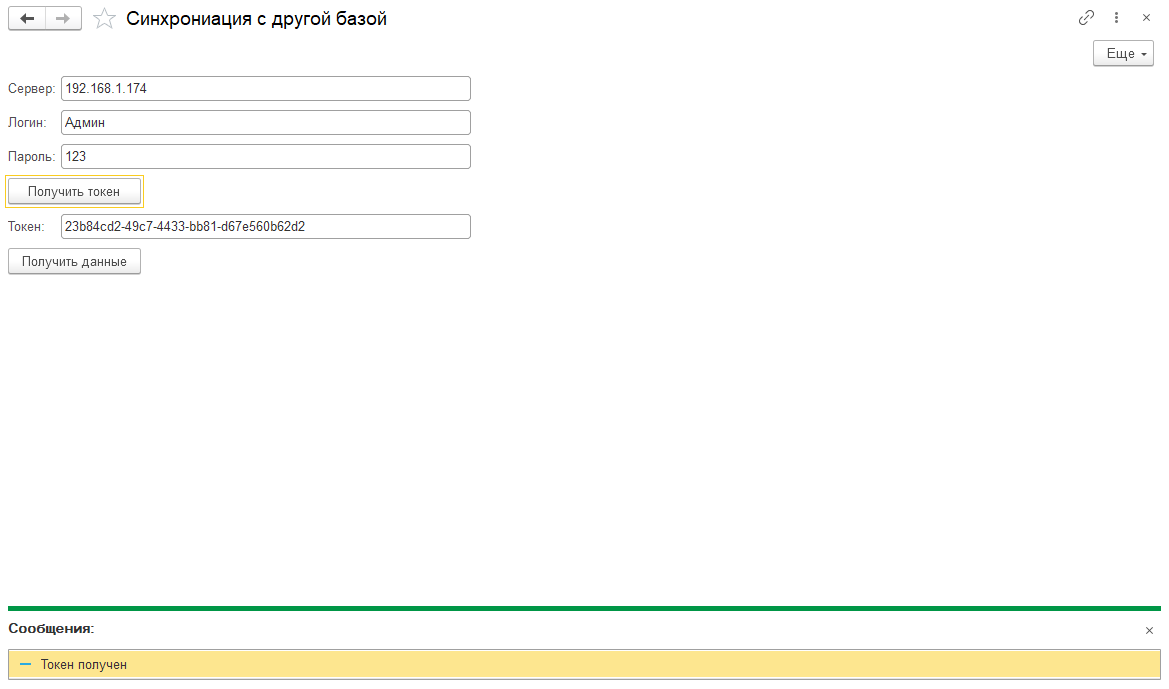 Синхрониация с другой базой
Еще
Сервер: 192.168.1.174
Логин: Админ
Пароль: 123
Получить токен
Токен: 23b84cd2-49c7-4433-bb81-d67e560b62d2
Получить данные
Сообщения:
Токен получен